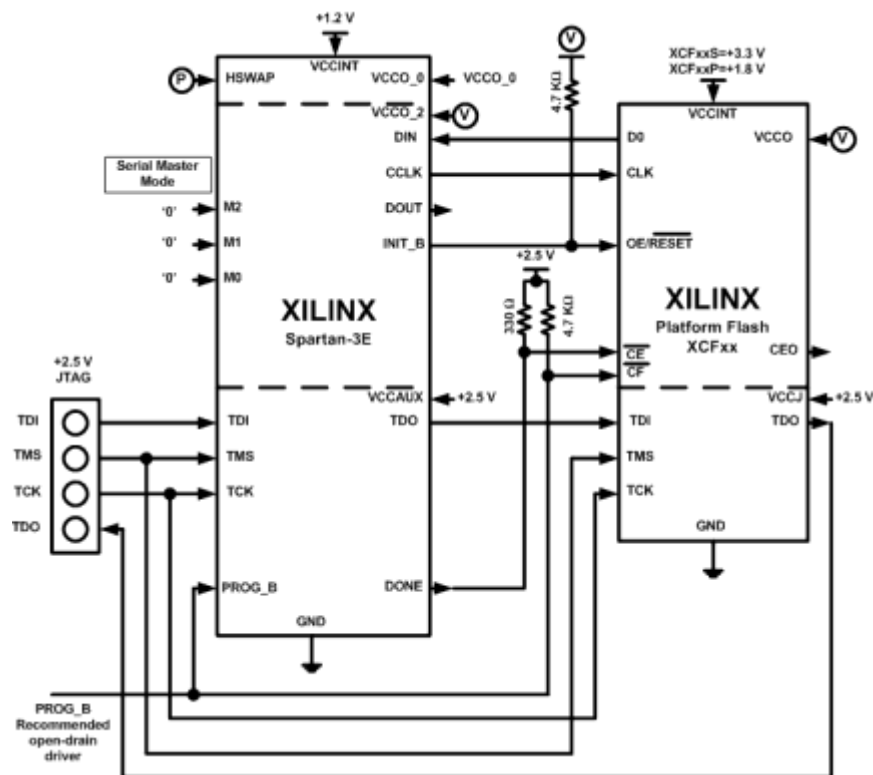 +1.2 V
VCCINT
P
HSWAP
VCCO_0
VCCO_0
VCCO_2
V
DIN
CCLK
DOUT
INIT_B
Serial Master
Mode
'0'
M2
'0'
M1
'0'
M0
XILINX
Spartan-3E
V
4.7 KΩ
+2.5 V
330 Ω
4.7 KΩ
XCFxxS=+3.3 V
XCFxxP=+1.8 V
VCCINT
D0
VCCO
V
CLK
OE/RESET
XILINX
Platform Flash
XCFxx
CE
CEO
CF
+2.5 V
JTAG
TDI
TMS
TCK
TDO
VCCAUX
+2.5 V
TDI
TDO
TMS
TCK
PROG_B
DONE
GND
VCCJ
+2.5 V
TDI
TDO
TMS
TCK
GND
PROG_B
Recommended
open-drain
driver